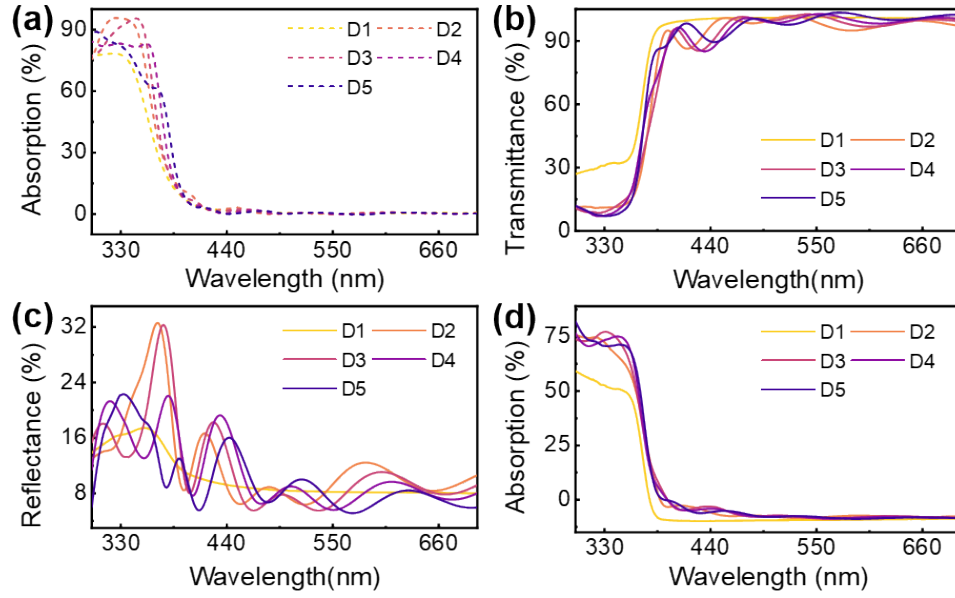 (a)
Absorption (%)
90
60
30
0
330 440 550 660
Wavelength (nm)
D1 D2
D3 D4
D5
(b)
Transmittance (%)
90
60
30
0
330 440 550 660
Wavelength(nm)
D1 D2
D3 D4
D5
(c)
Reflectance (%)
32
24
16
8
330 440 550 660
Wavelength(nm)
D1 D2
D3 D4
D5
(d)
Absorption (%)
75
50
25
0
330 440 550 660
Wavelength (nm)
D1 D2
D3 D4
D5